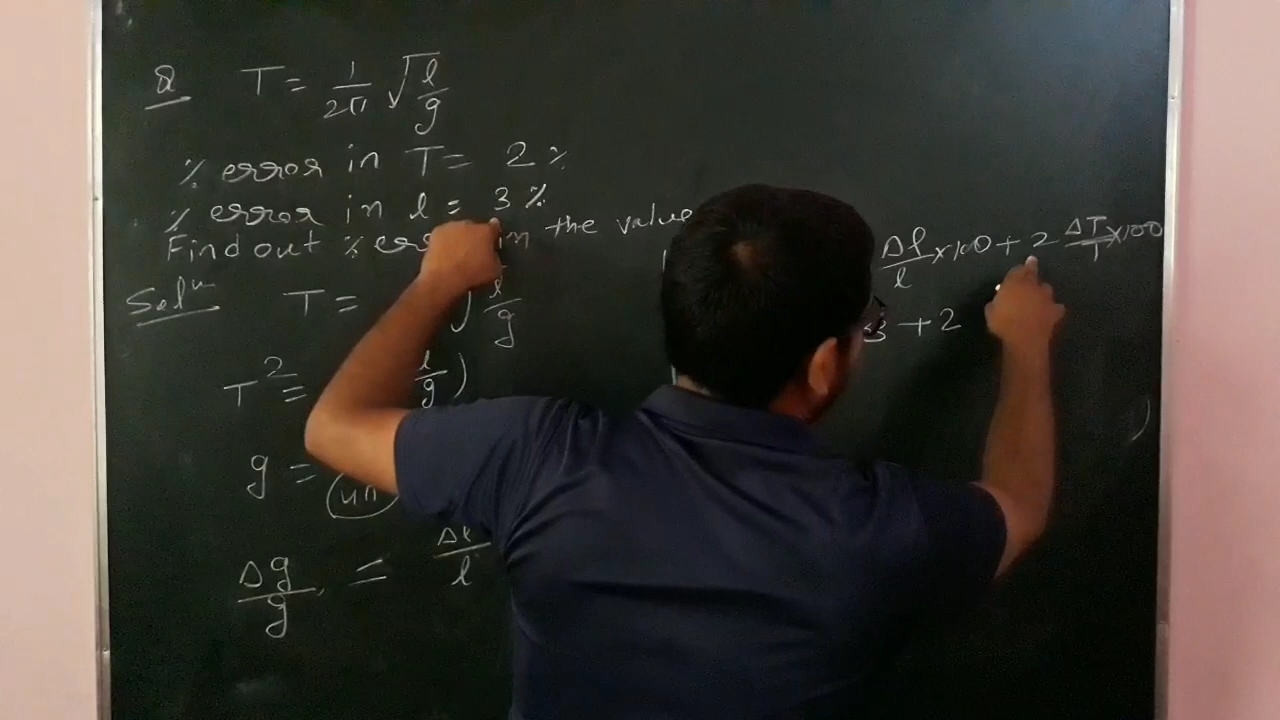 Q T = 1/2π √l/g
% error in T = 2%
% error in l = 3%
Find out % in the value
Solⁿ T = √l/g
T² = l/g)
g = 4π
Δg/g = Δl/l
Δl/l ×100 + 2 ΔT/T ×100
3 + 2